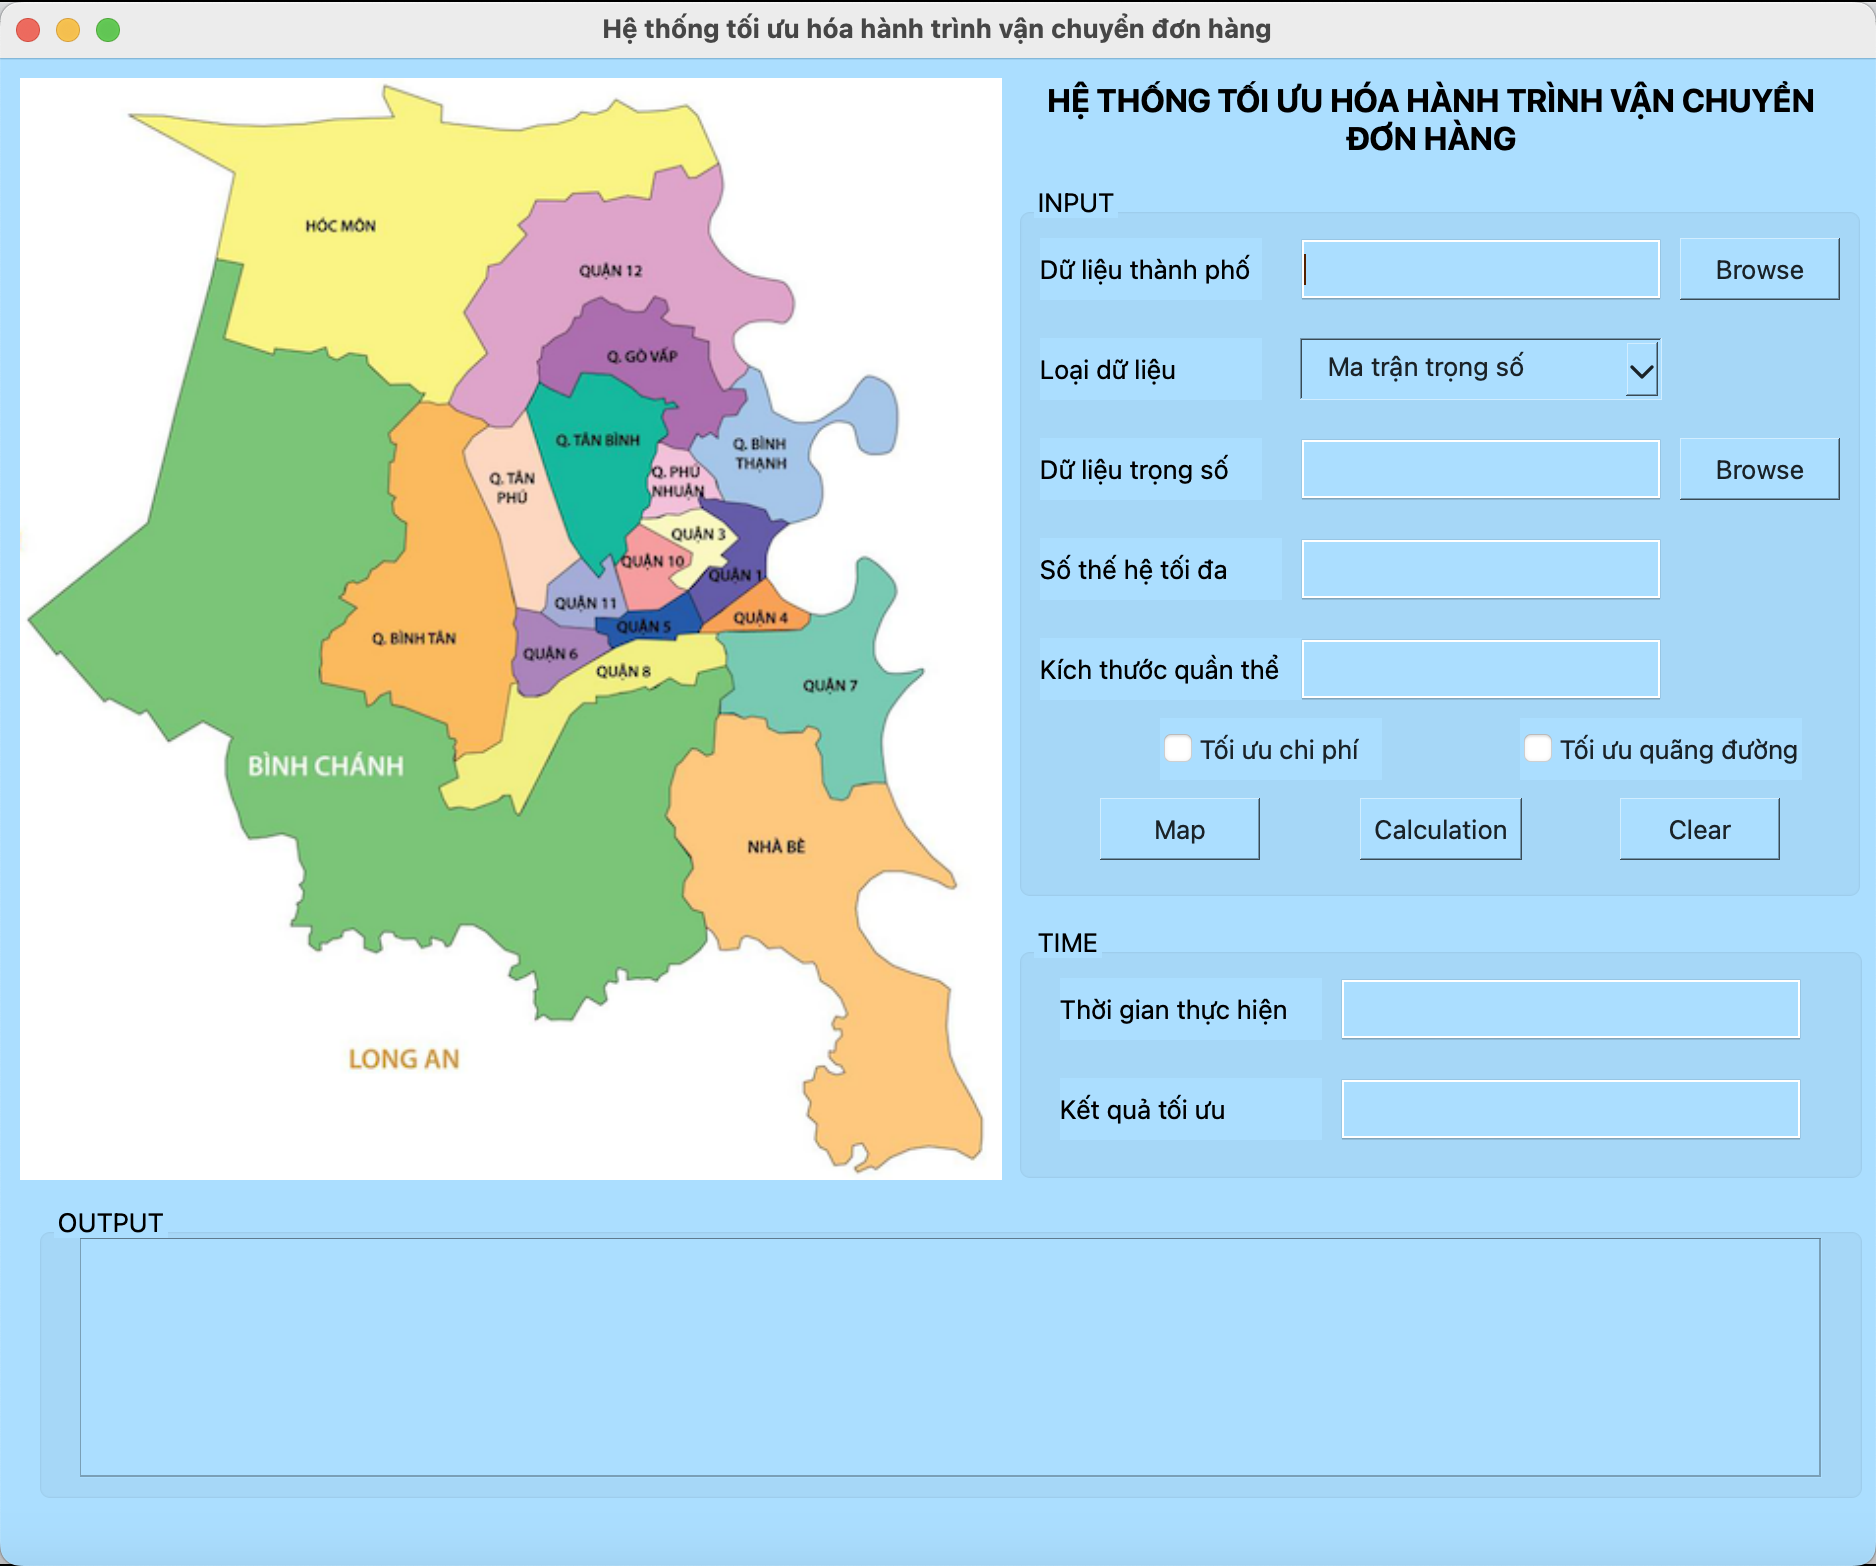 Hệ thống tối ưu hóa hành trình vận chuyển đơn hàng
HÓC MÔN
QUẬN 12
Q. GÒ VẤP
Q. TÂN BÌNH
Q. BÌNH
THẠNH
Q. PHÚ
NHUẬN
Q. TÂN
PHÚ
QUẬN 3
QUẬN 10
QUẬN 1
QUẬN 11
QUẬN 4
QUẬN 5
Q. BÌNH TÂN
QUẬN 6
QUẬN 8
QUẬN 7
BÌNH CHÁNH
NHÀ BÈ
LONG AN
HỆ THỐNG TỐI ƯU HÓA HÀNH TRÌNH VẬN CHUYỂN
ĐƠN HÀNG
INPUT
Dữ liệu thành phố
Browse
Loại dữ liệu
Ma trận trọng số
Dữ liệu trọng số
Browse
Số thế hệ tối đa
Kích thước quần thể
Tối ưu chi phí
Tối ưu quãng đường
Map
Calculation
Clear
TIME
Thời gian thực hiện
Kết quả tối ưu
OUTPUT